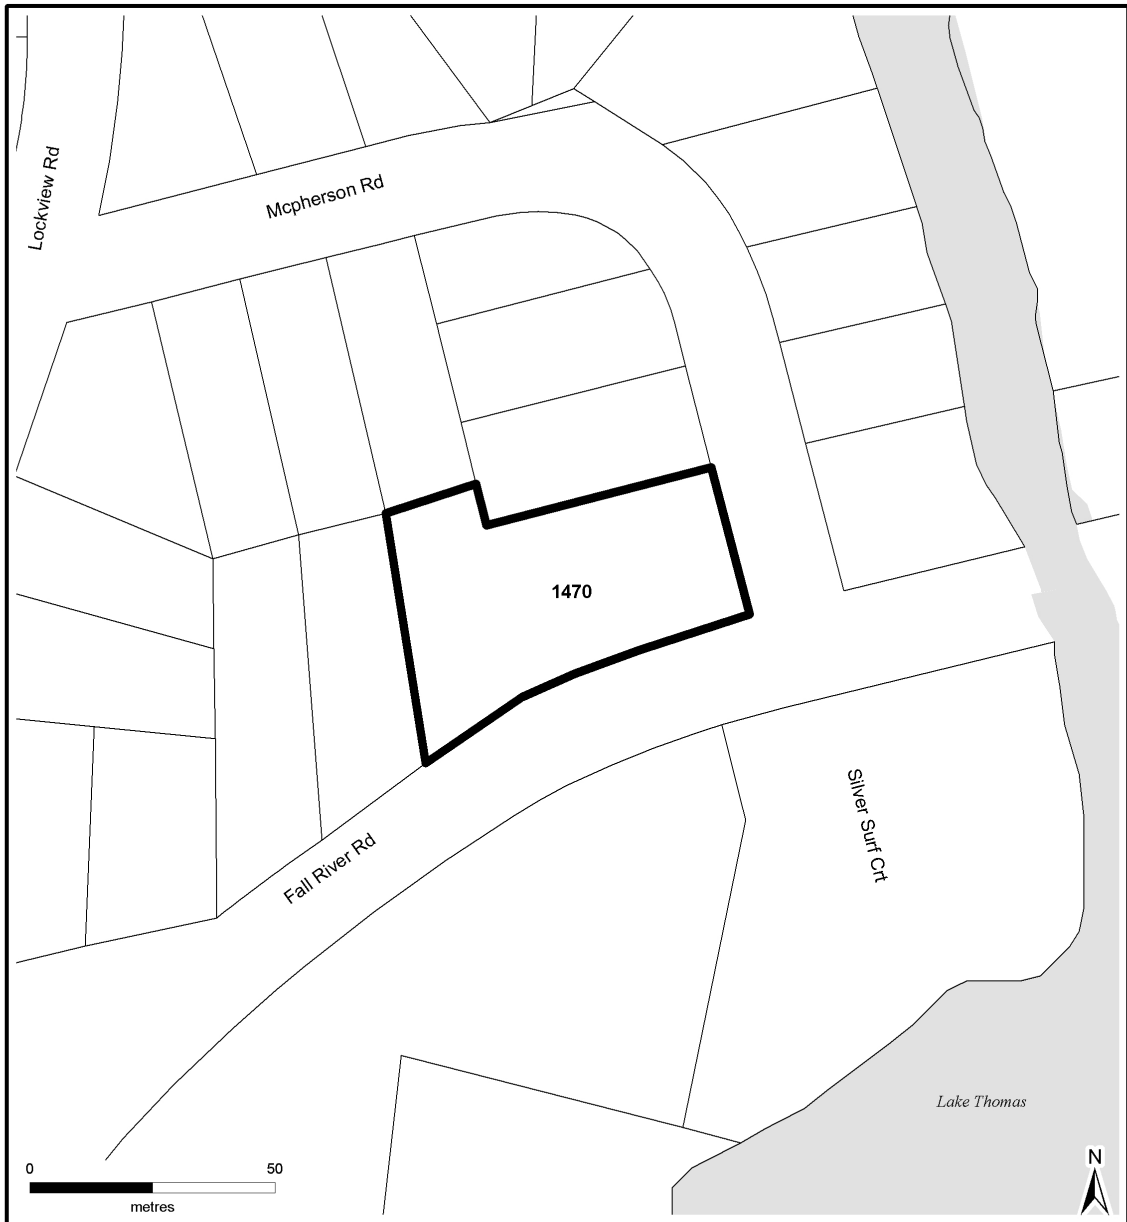 Lockview Rd
Mcpherson Rd
1470
Fall River Rd
Silver Surf Crt
Lake Thomas
0 50
metres
N